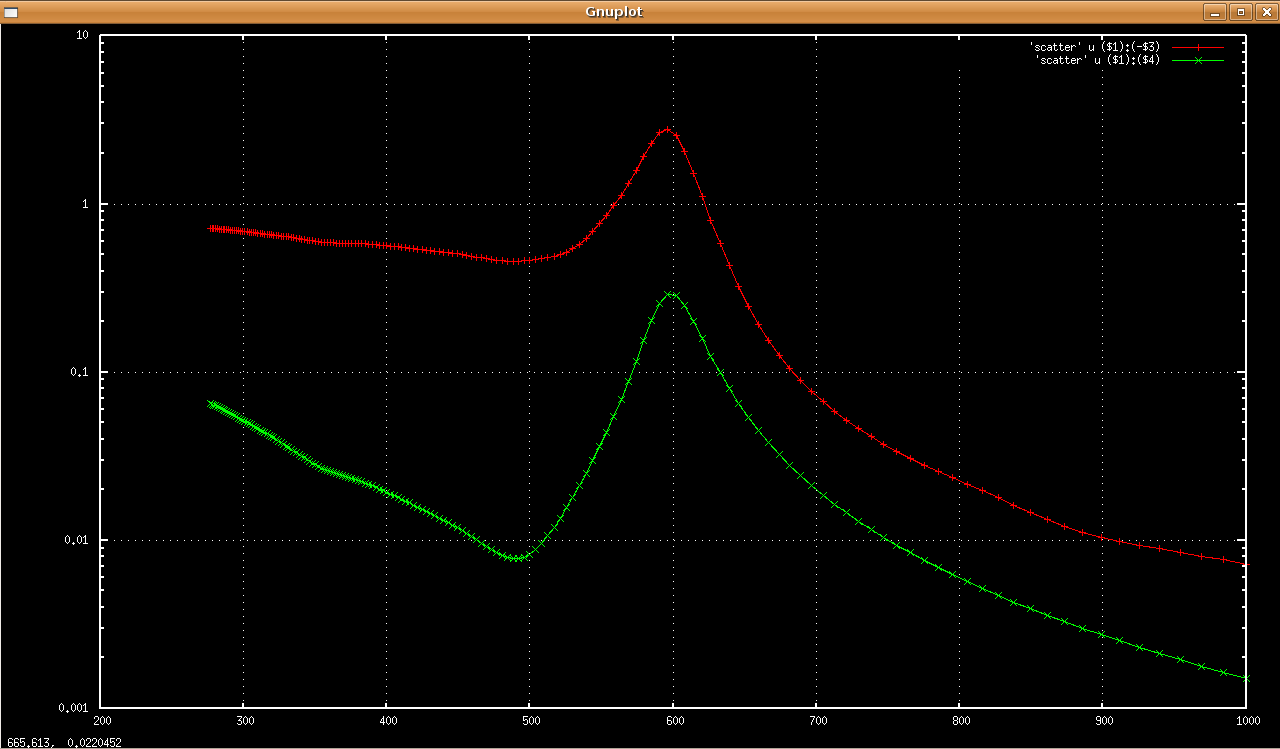 Gnuplot
10
'scatter' u ($1):(-$3)
'scatter' u ($1):($4)
1
0.1
0.01
0.001
200 300 400 500 600 700 800 900 1000
665.613, 0.0220452